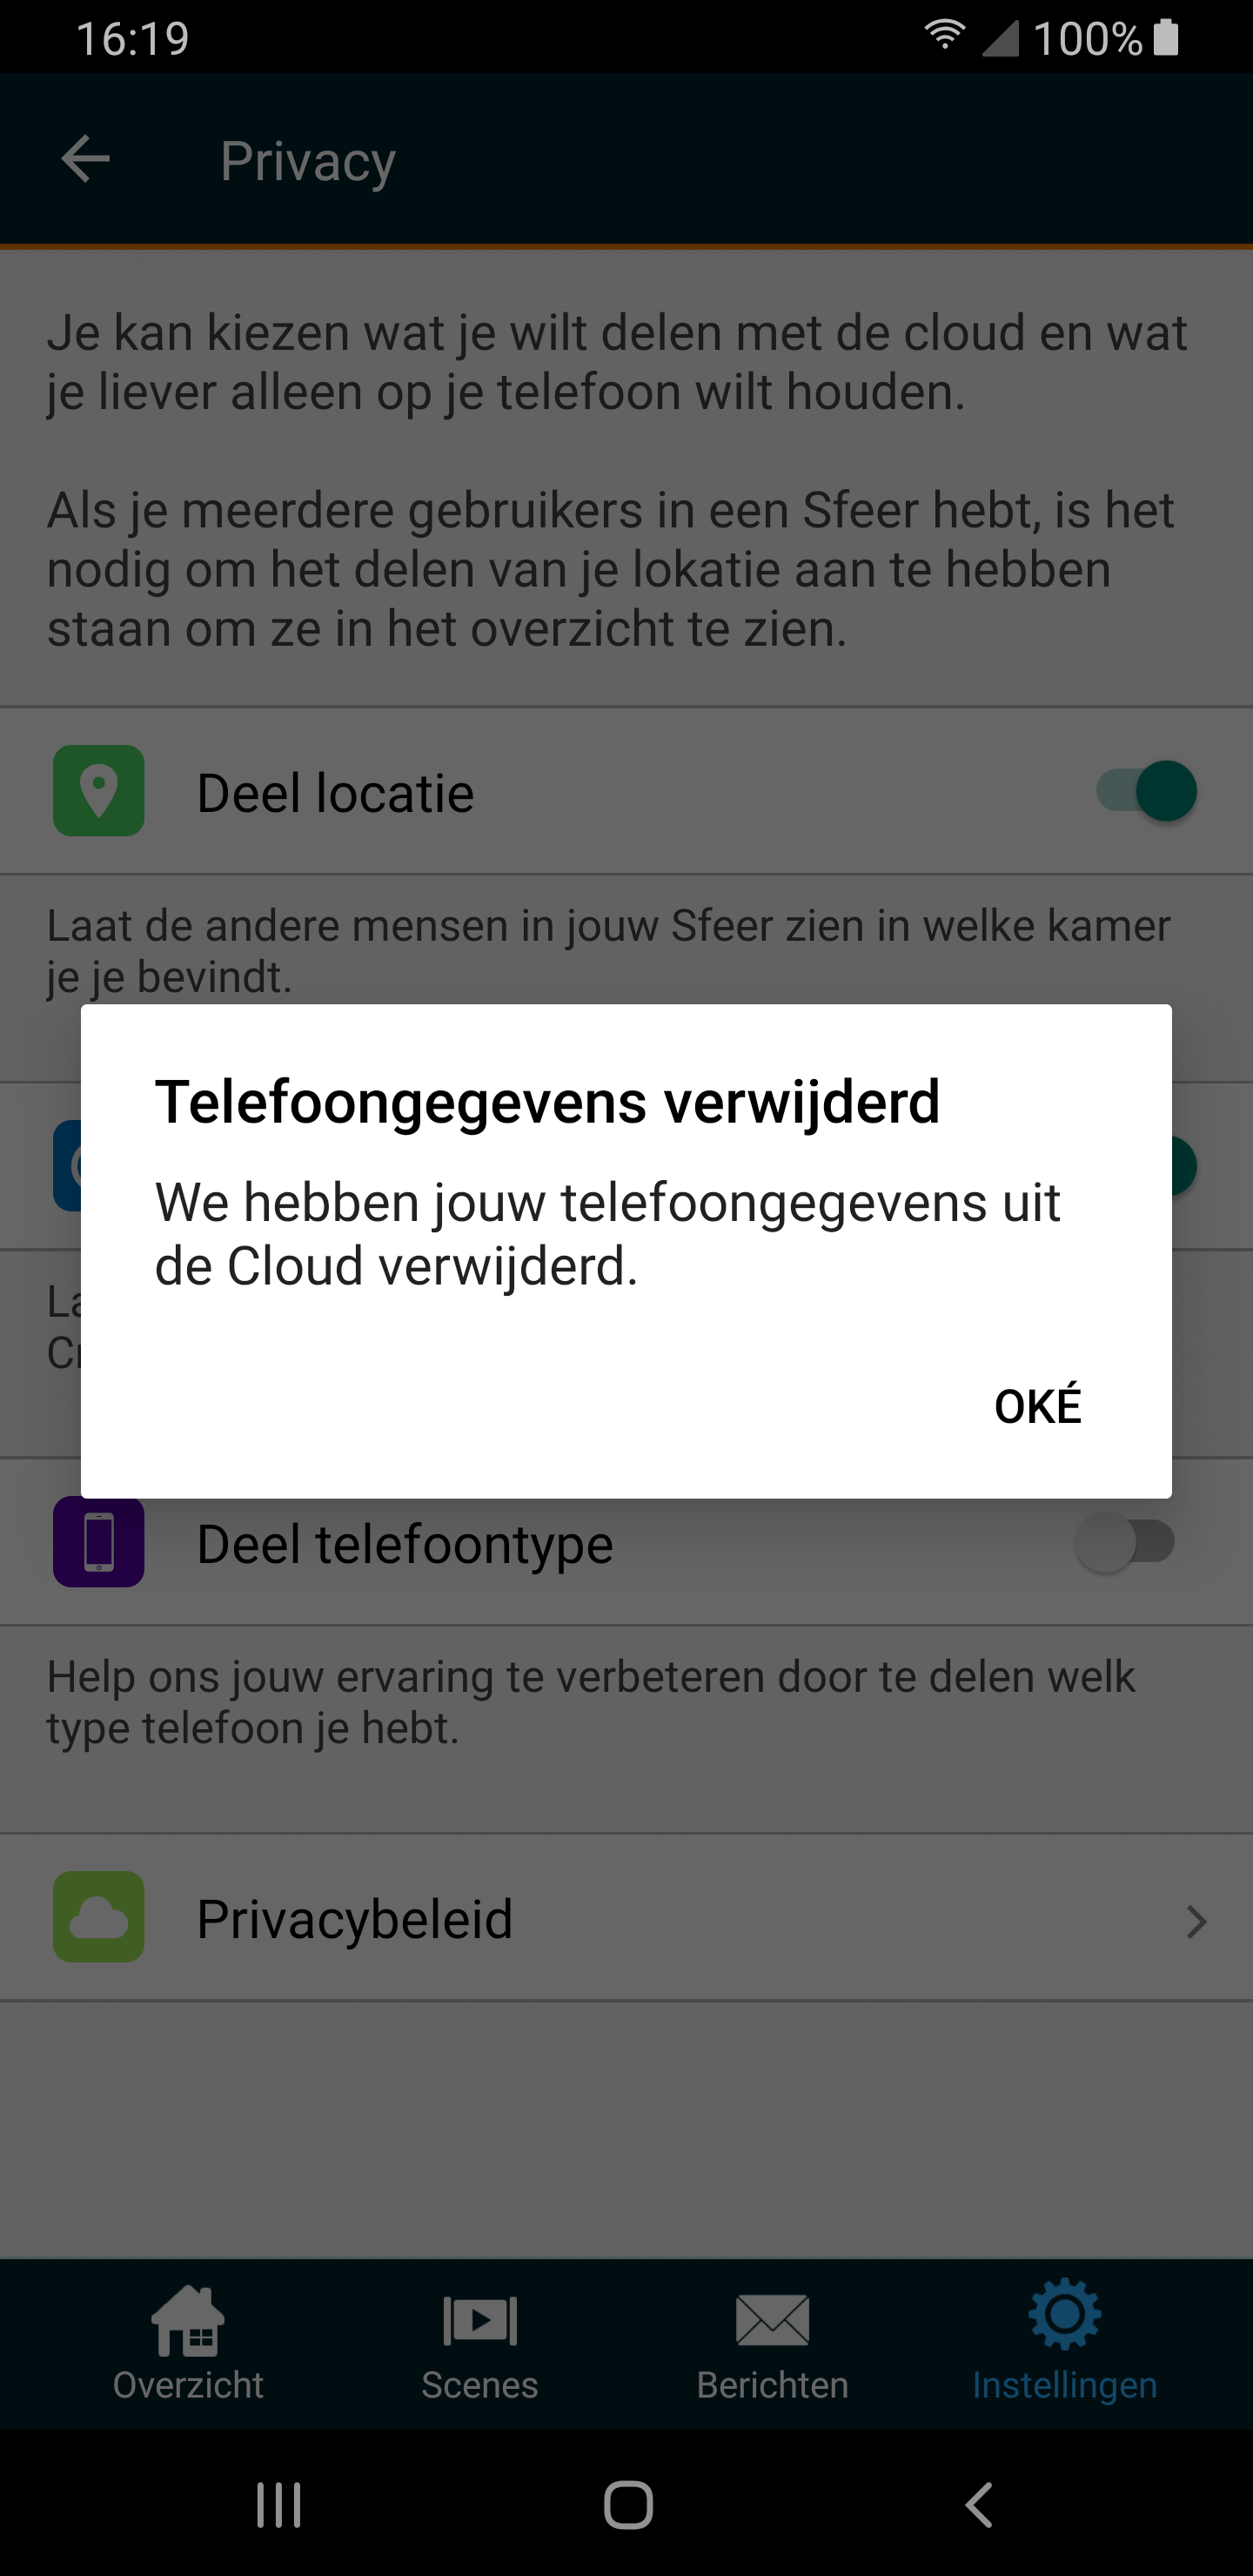 16:19
100%
Privacy
Je kan kiezen wat je wilt delen met de cloud en wat
je liever alleen op je telefoon wilt houden.
Als je meerdere gebruikers in een Sfeer hebt, is het
nodig om het delen van je lokatie aan te hebben
staan om ze in het overzicht te zien.
Deel locatie
Laat de andere mensen in jouw Sfeer zien in welke kamer
je je bevindt.
Telefoongegevens verwijderd
We hebben jouw telefoongegevens uit
de Cloud verwijderd.
OKÉ
Deel telefoontype
Help ons jouw ervaring te verbeteren door te delen welk
type telefoon je hebt.
Privacybeleid
Overzicht
Scenes
Berichten
Instellingen